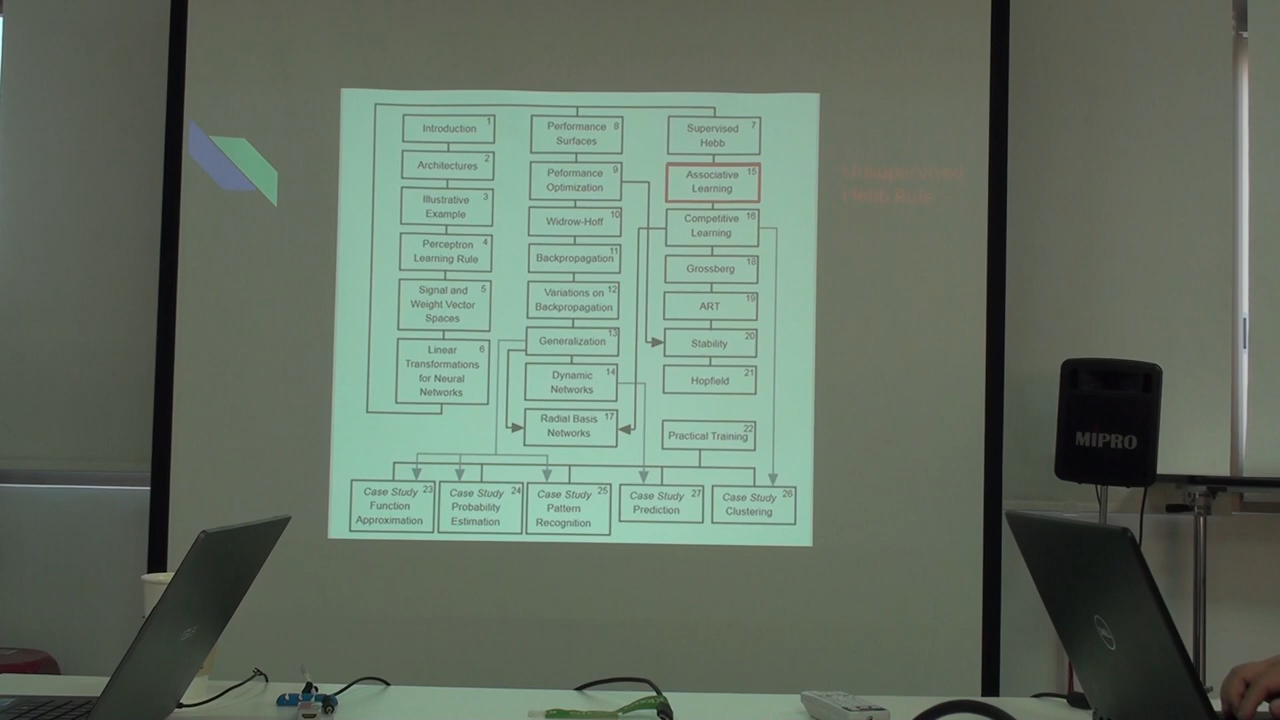 Introduction 1
Architectures 2
Illustrative 3
Example
Perceptron 4
Learning Rule
Signal and 5
Weight Vector
Spaces
Linear 6
Transformations
for Neural
Networks
Performance 8
Surfaces
Peformance 9
Optimization
Widrow-Hoff 10
Backpropagation 11
Variations on 12
Backpropagation
Generalization 13
Dynamic 14
Networks
Radial Basis 17
Networks
Supervised 7
Hebb
Associative 15
Learning
Competitive 16
Learning
Grossberg 18
ART 19
Stability 20
Hopfield 21
Practical Training 22
Case Study 23
Function
Approximation
Case Study 24
Probability
Estimation
Case Study 25
Pattern
Recognition
Case Study 27
Prediction
Case Study 26
Clustering
Unsupervised
Hebb Rule
MIPRO
DELL